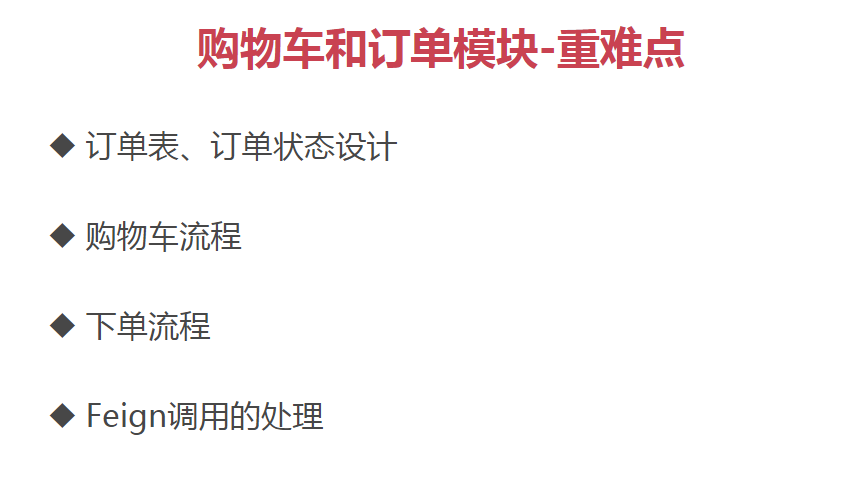 购物车和订单模块-重难点
◆ 订单表、订单状态设计
◆ 购物车流程
◆ 下单流程
◆ Feign调用的处理